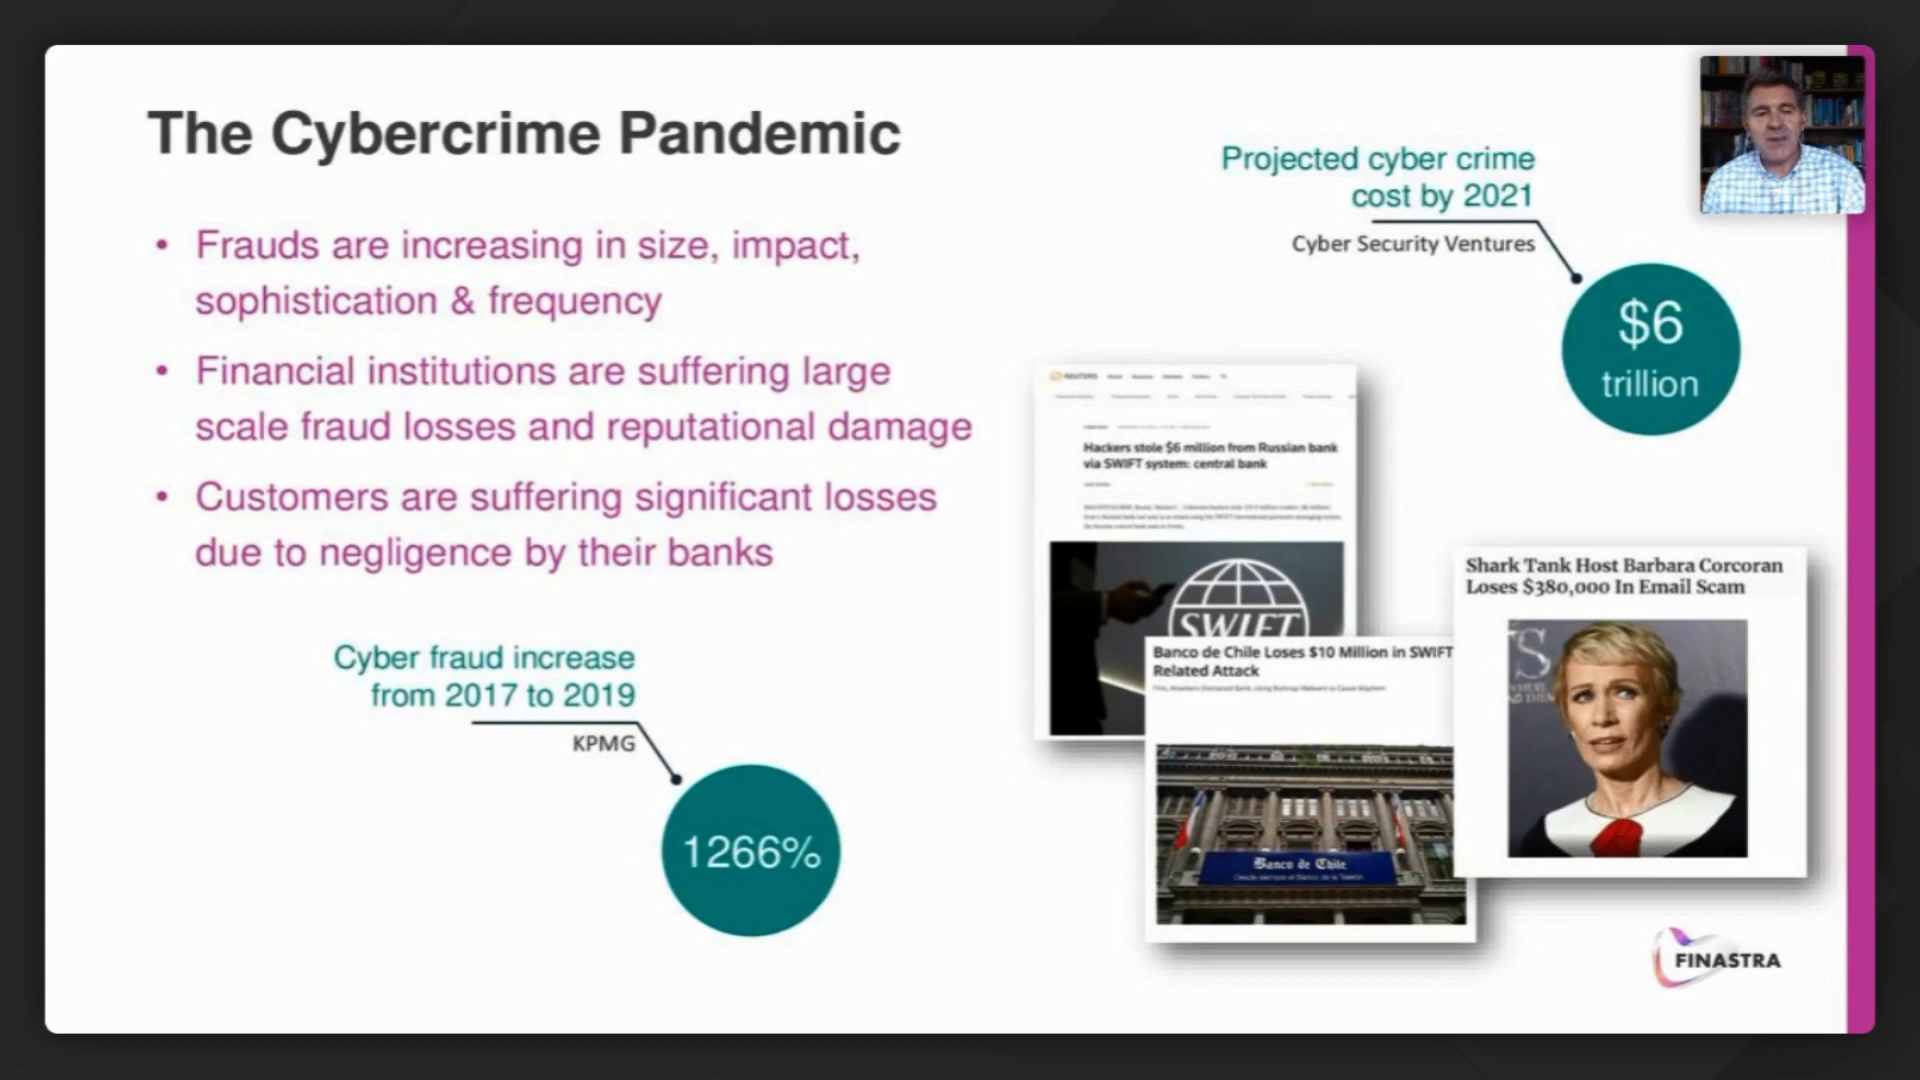 The Cybercrime Pandemic
• Frauds are increasing in size, impact,
sophistication & frequency
• Financial institutions are suffering large
scale fraud losses and reputational damage
• Customers are suffering significant losses
due to negligence by their banks
Cyber fraud increase
from 2017 to 2019
KPMG
1266%
Projected cyber crime
cost by 2021
Cyber Security Ventures
$6
trillion
REUTERS
Hackers stole $6 million from Russian bank
via SWIFT system: central bank
SWIFT
Banco de Chile Loses $10 Million in SWIFT
Related Attack
Banco de Chile
Shark Tank Host Barbara Corcoran
Loses $380,000 In Email Scam
FINASTRA